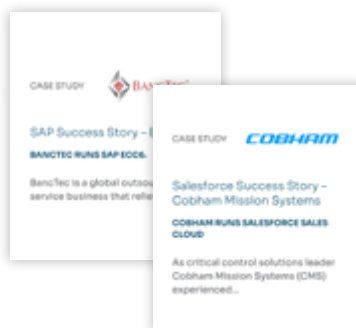 CASE STUDY
BANCTEC
SAP Success Story –
BANCTEC RUNS SAP ECC6.
BancTec is a global
service business that
CASE STUDY COBHAM
Salesforce Success Story –
Cobham Mission Systems
COBHAM RUNS SALESFORCE SALES
CLOUD
As critical control solutions leader
Cobham Mission Systems (CMS)
experienced...